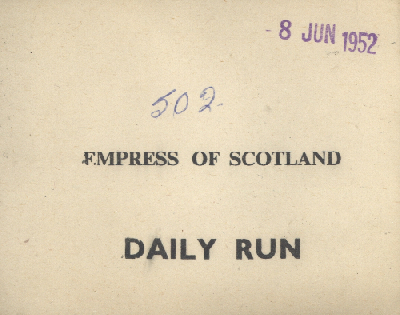 8 JUN 1952
502
EMPRESS OF SCOTLAND
DAILY RUN